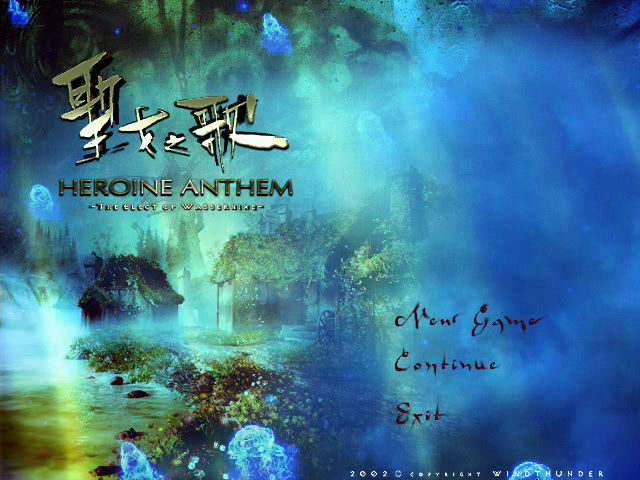 聖女之歌
HEROINE ANTHEM
~THE ELECT OF WASSERNIXE~
New Game
Continue
Exit
2002 © COPYRIGHT WINDTHUNDER